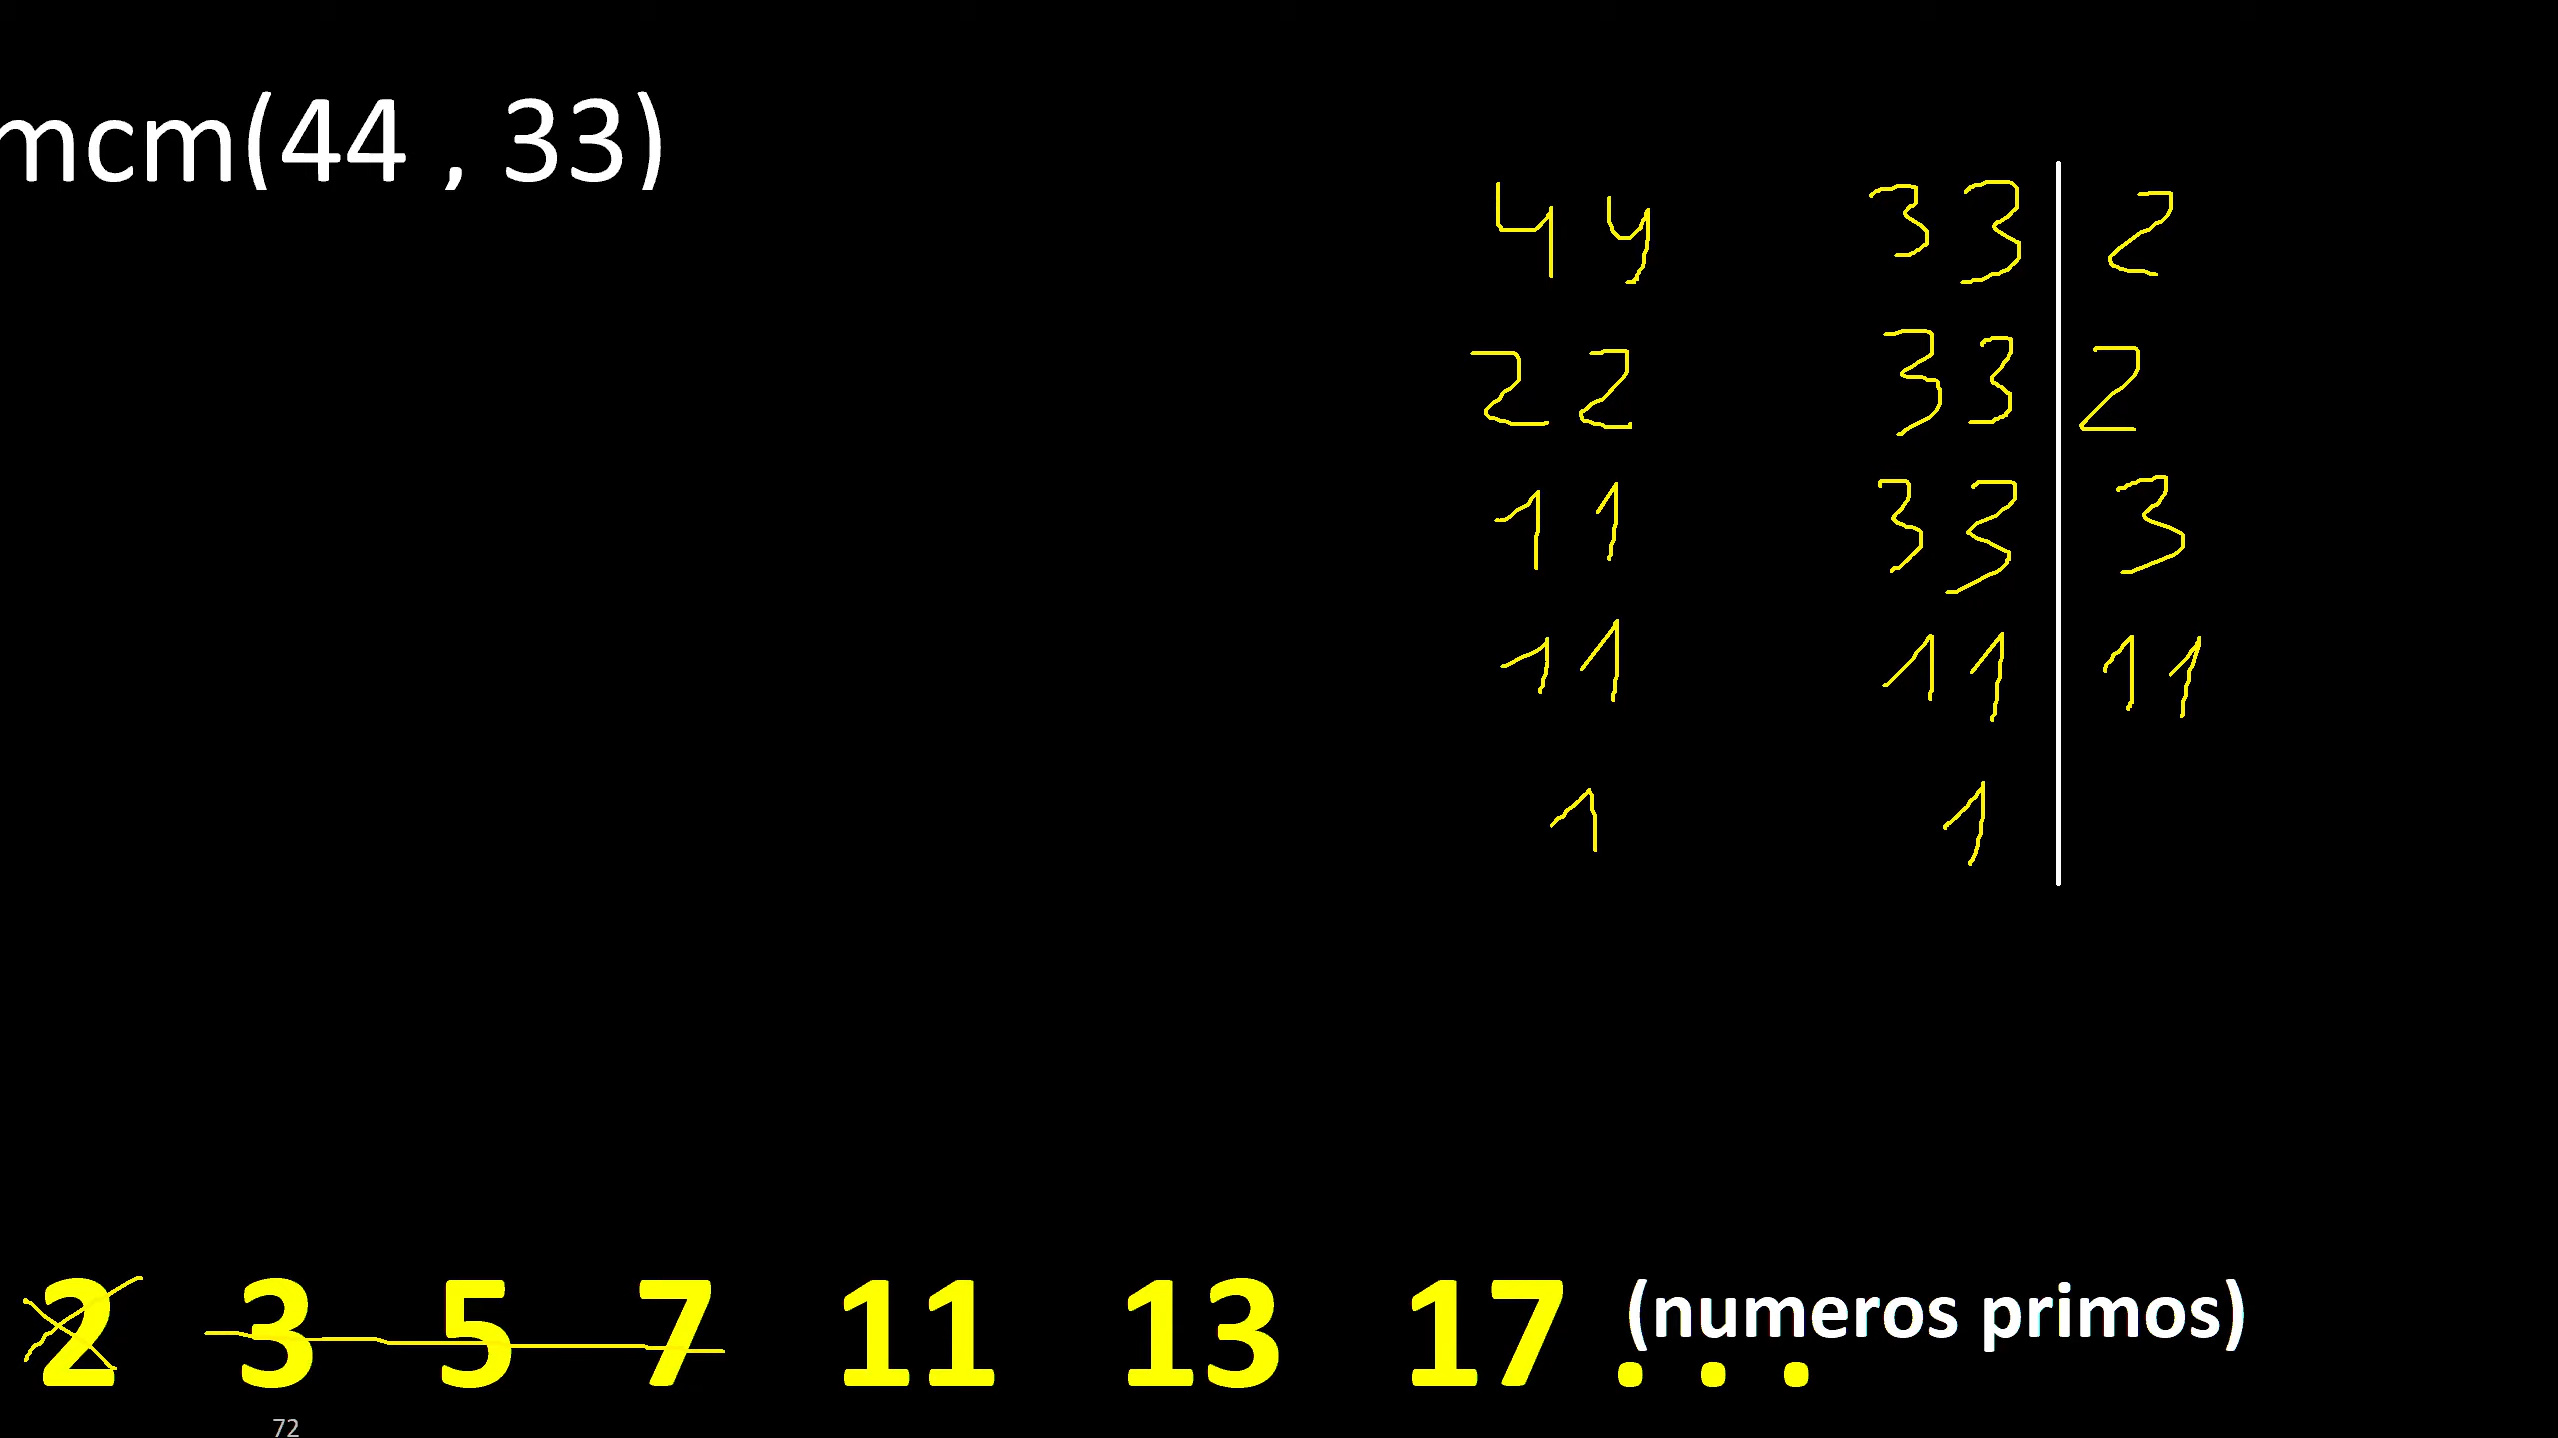 mcm(44 , 33)
44 33 2
22 33 2
11 33 3
11 11 11
1 1
2 3 5 7 11 13 17 . . . (numeros primos)
72